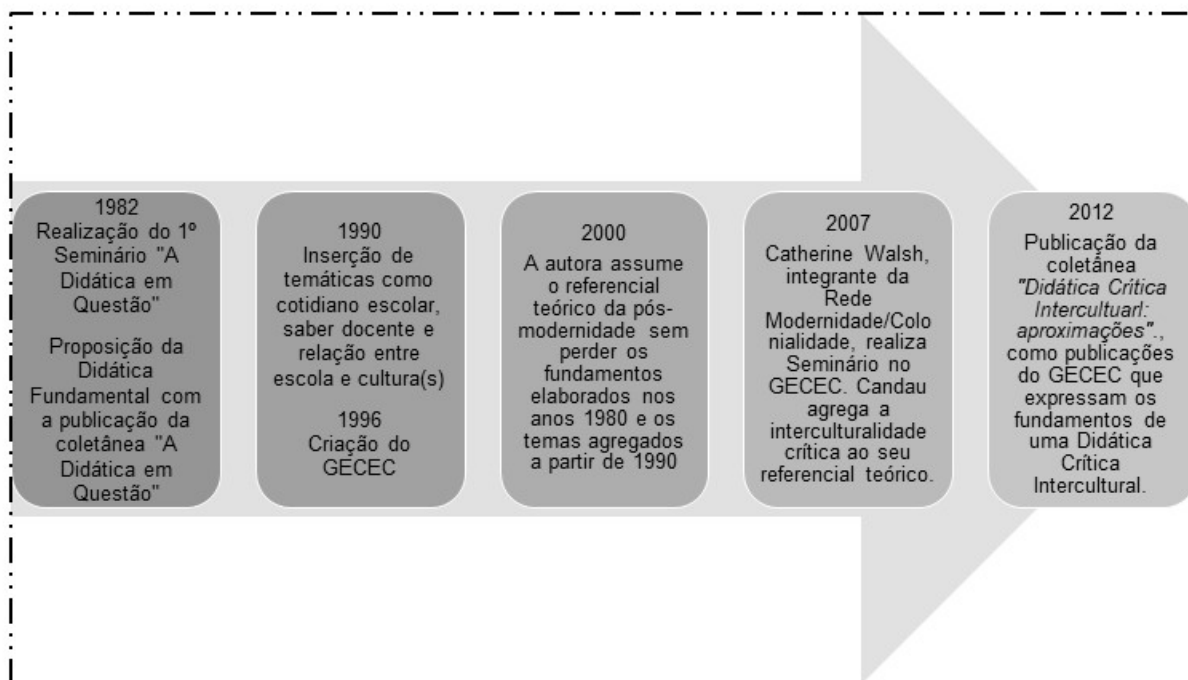 1982
Realização do 1º
Seminário "A
Didática em
Questão"
Proposição da
Didática
Fundamental com
a publicação da
coletânea "A
Didática em
Questão"
1990
Inserção de
temáticas como
cotidiano escolar,
saber docente e
relação entre
escola e cultura(s)
1996
Criação do
GECEC
2000
A autora assume
o referencial
teórico da pós-
modernidade sem
perder os
fundamentos
elaborados nos
anos 1980 e os
temas agregados
a partir de 1990
2007
Catherine Walsh,
integrante da
Rede
Modernidade/Colo
nialidade, realiza
Seminário no
GECEC. Candau
agrega a
interculturalidade
crítica ao seu
referencial teórico.
2012
Publicação da
coletânea
"Didática Crítica
Intercultuarl:
aproximações".,
como publicações
do GECEC que
expressam os
fundamentos de
uma Didática
Crítica
Intercultural.